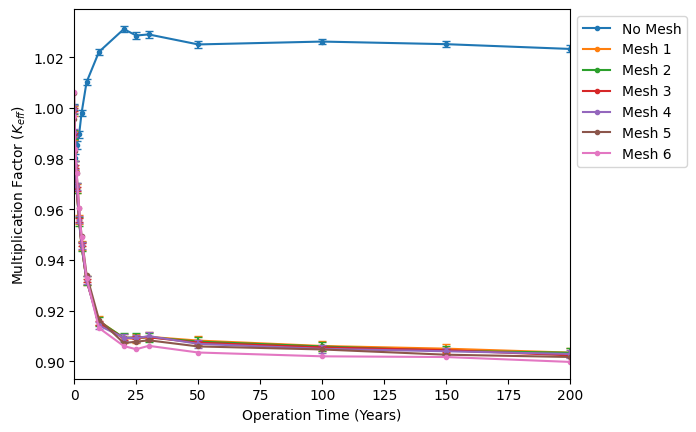 Multiplication Factor (K_eff)
1.02
1.00
0.98
0.96
0.94
0.92
0.90
0
25
50
75
100
125
150
175
200
Operation Time (Years)
No Mesh
Mesh 1
Mesh 2
Mesh 3
Mesh 4
Mesh 5
Mesh 6